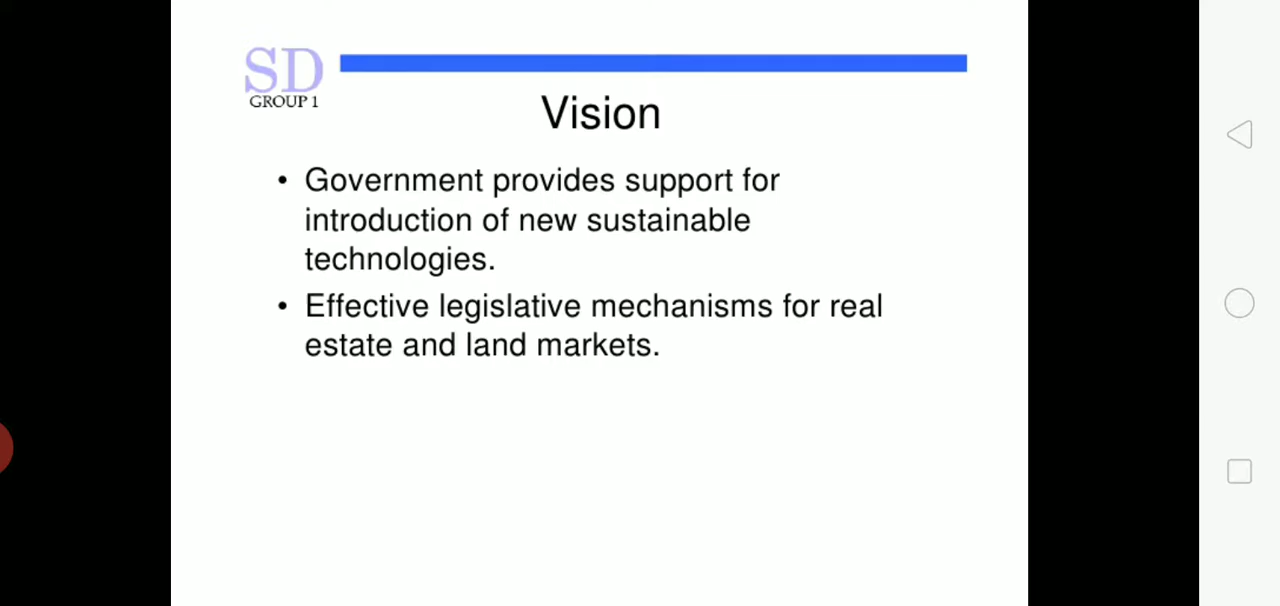 SD
GROUP 1
Vision
• Government provides support for
introduction of new sustainable
technologies.
• Effective legislative mechanisms for real
estate and land markets.